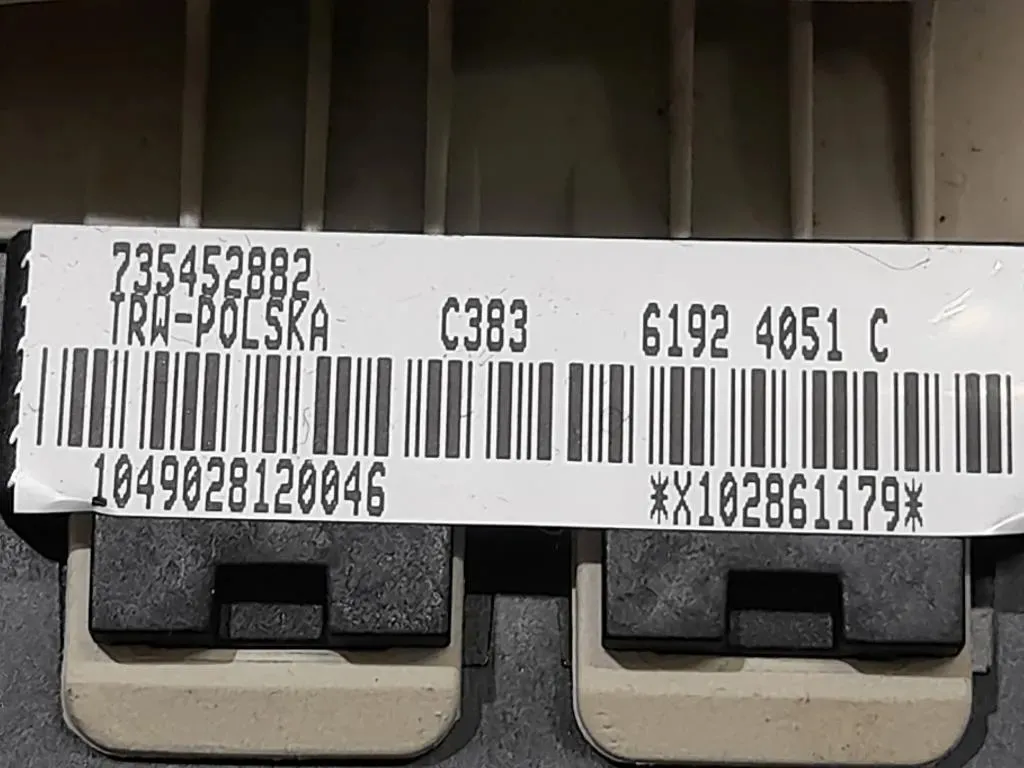 735452882
TRW-POLSKA C383 6192 4051 C
1049028120046 *X102861179*